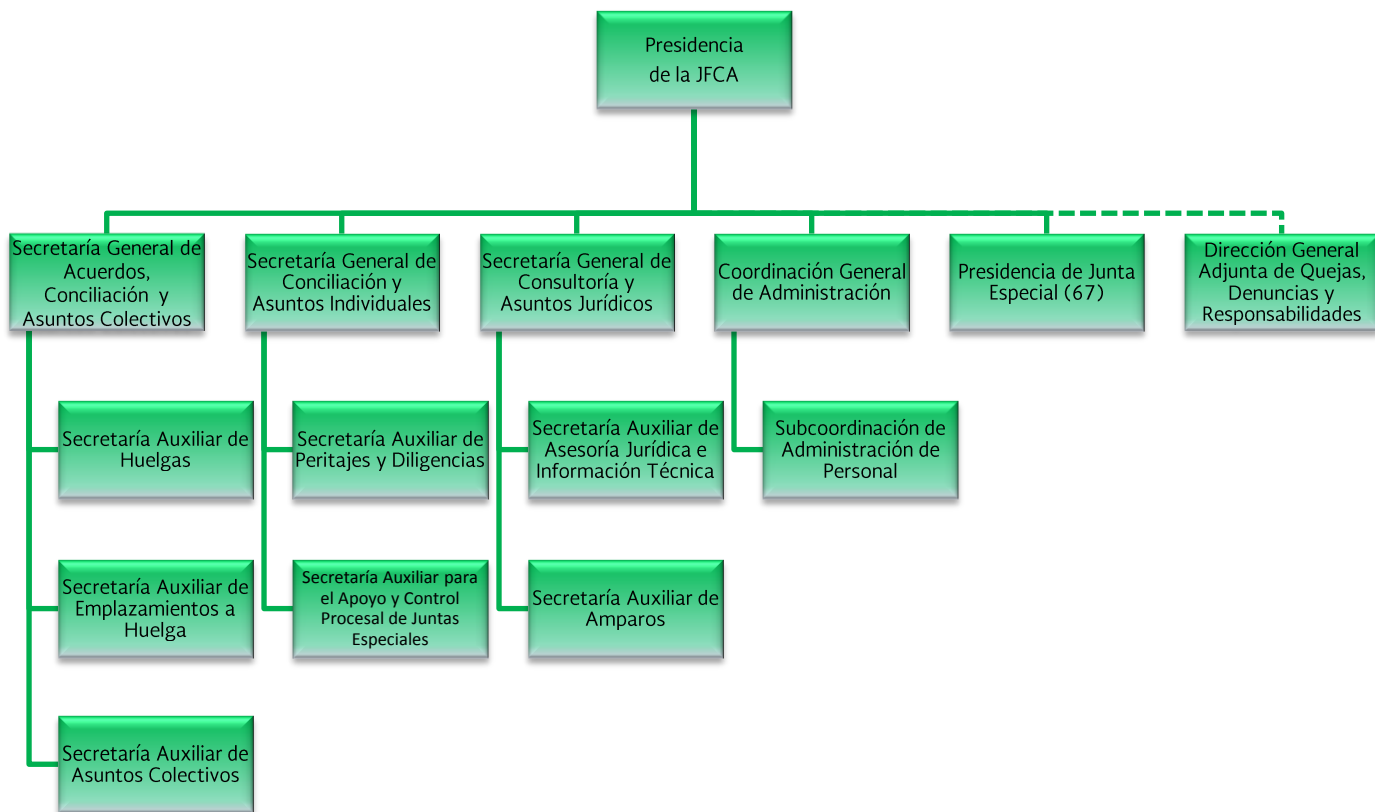 Presidencia
de la JFCA
Secretaría General de
Acuerdos,
Conciliación y
Asuntos Colectivos
Secretaría General de
Conciliación y
Asuntos Individuales
Secretaría General de
Consultoría y
Asuntos Jurídicos
Coordinación General
de Administración
Presidencia de Junta
Especial (67)
Dirección General
Adjunta de Quejas,
Denuncias y
Responsabilidades
Secretaría Auxiliar de
Huelgas
Secretaría Auxiliar de
Peritajes y Diligencias
Secretaría Auxiliar de
Asesoría Jurídica e
Información Técnica
Subcoordinación de
Administración de
Personal
Secretaría Auxiliar de
Emplazamientos a
Huelga
Secretaría Auxiliar para
el Apoyo y Control
Procesal de Juntas
Especiales
Secretaría Auxiliar de
Amparos
Secretaría Auxiliar de
Asuntos Colectivos